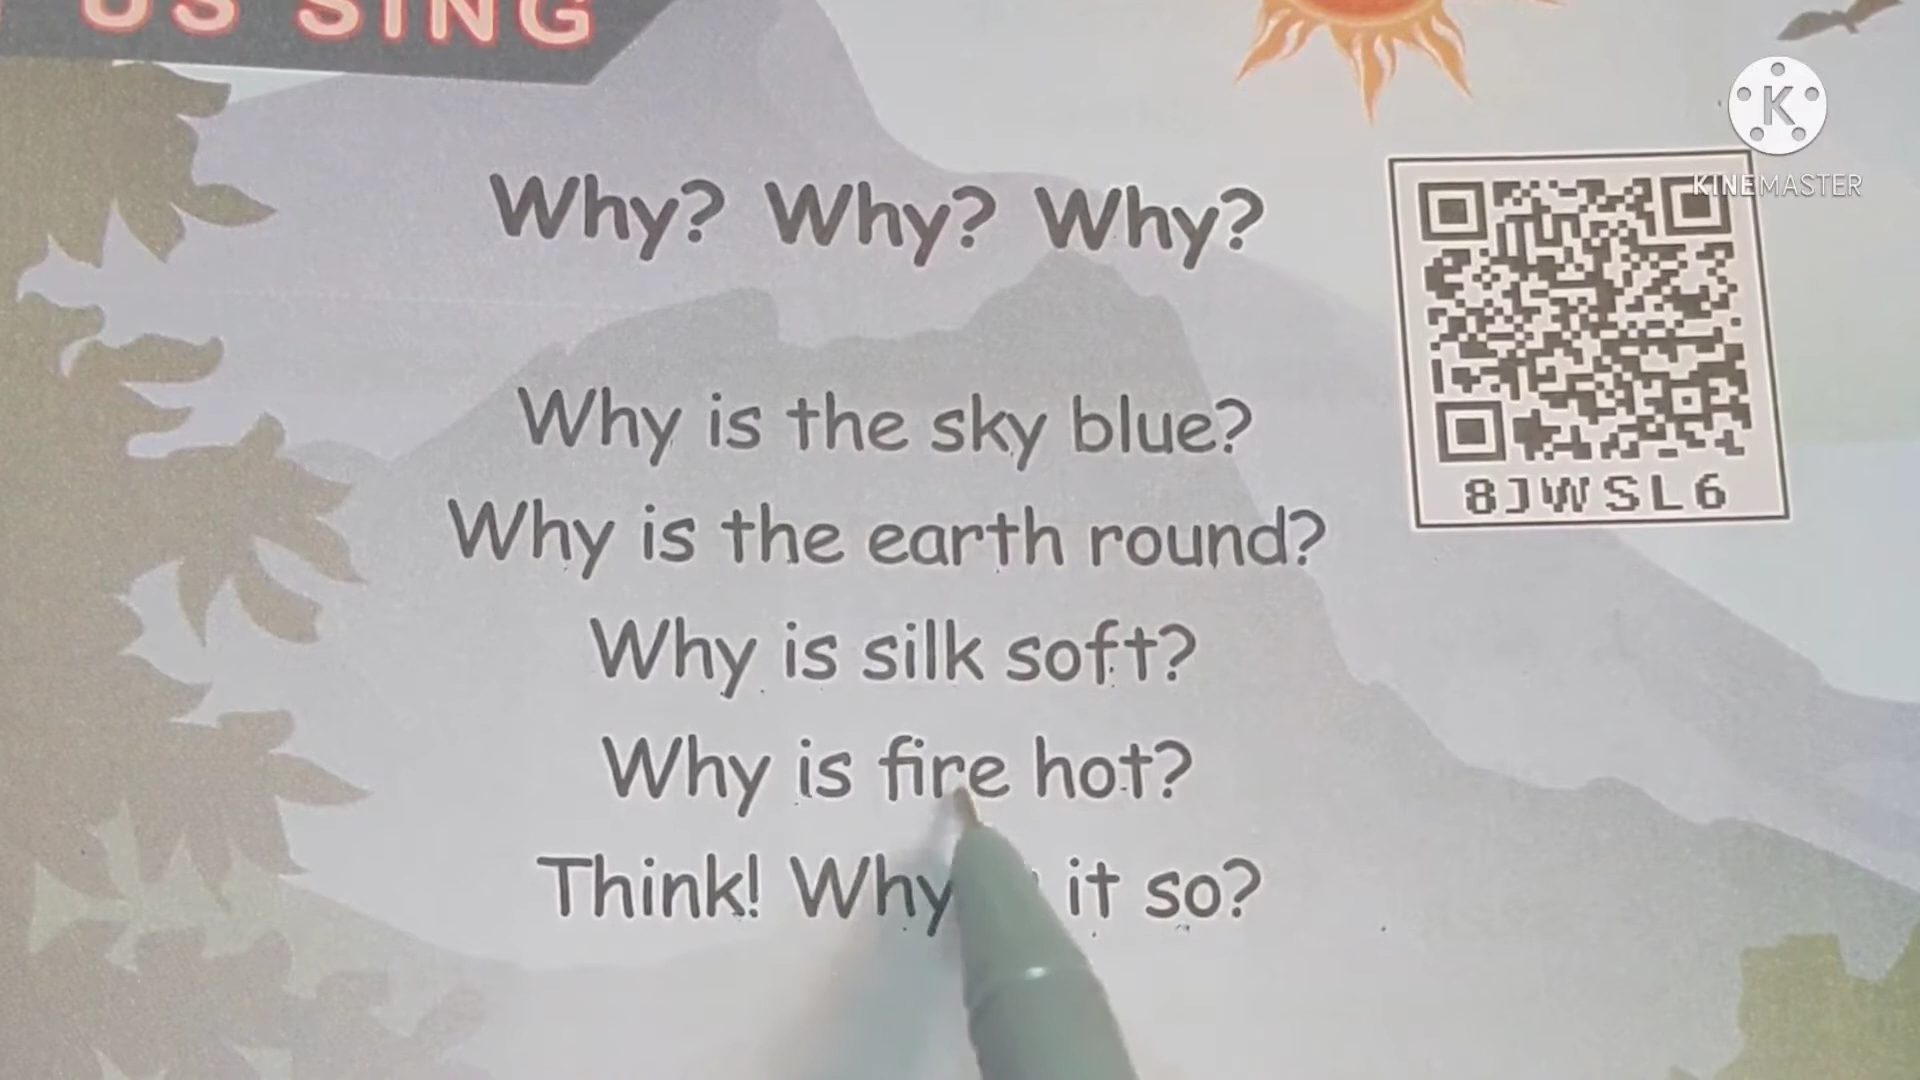 US SING
KINEMASTER
Why? Why? Why?
8JWSL6
Why is the sky blue?
Why is the earth round?
Why is silk soft?
Why is fire hot?
Think! Why it so?